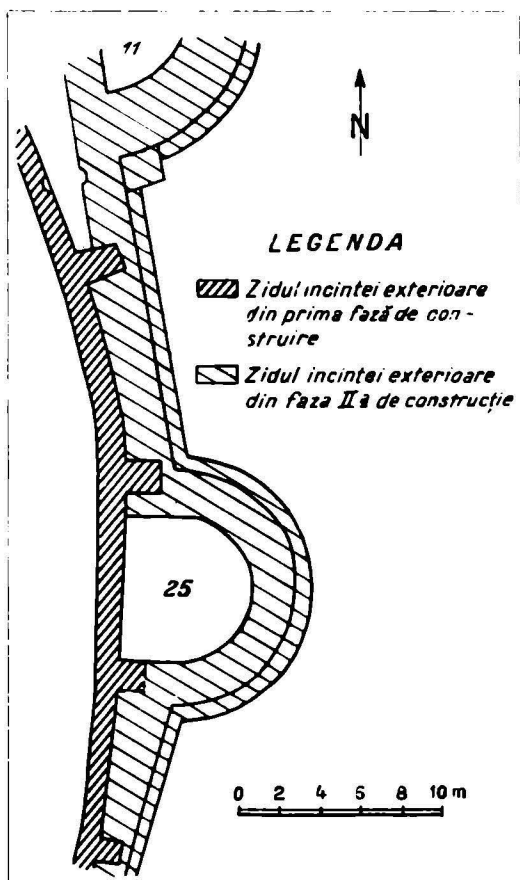 11
N
LEGENDA
Zidul incintei exterioare
din prima fază de con-
struire
Zidul incintei exterioare
din faza II ă de construcție
25
0 2 4 6 8 10 m